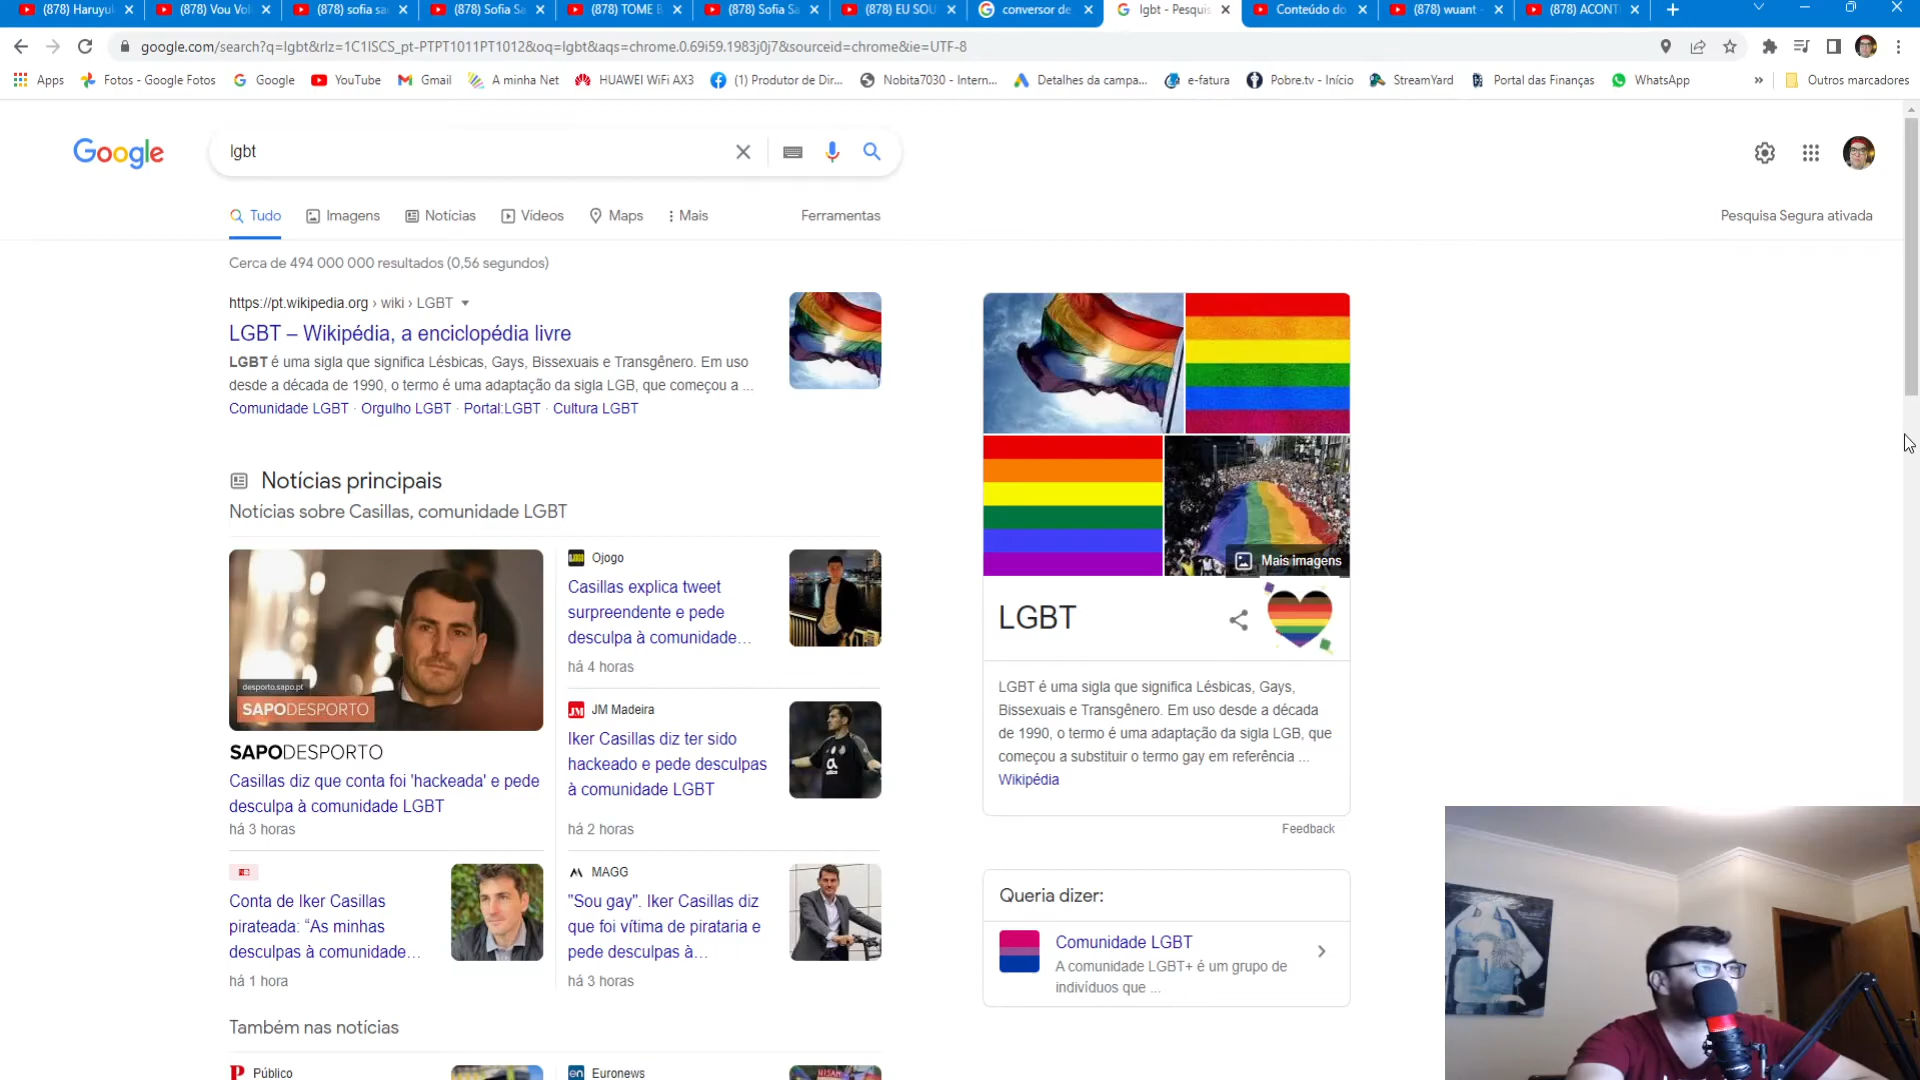 (878) Haruyu
(878) Vou Vol
(878) sofia sa
(878) Sofia Sa
(878) TOME B
(878) Sofia Sa
(878) EU SOU
conversor de
lgbt - Pesquis
Conteúdo do
(878) wuant -
(878) ACONT
google.com/search?q=lgbt&rlz=1C1ISCS_pt-PTPT1011PT1012&oq=lgbt&aqs=chrome.0.69i59.1983j0j7&sourceid=chrome&ie=UTF-8
Apps
Fotos - Google Fotos
Google
YouTube
Gmail
A minha Net
HUAWEI WiFi AX3
(1) Produtor de Dir...
Nobita7030 - Intern...
Detalhes da campa...
e-fatura
Pobre.tv - Início
StreamYard
Portal das Finanças
WhatsApp
»
Outros marcadores
Google
lgbt
Tudo
Imagens
Notícias
Vídeos
Maps
Mais
Ferramentas
Pesquisa Segura ativada
Cerca de 494 000 000 resultados (0,56 segundos)
https://pt.wikipedia.org › wiki › LGBT
LGBT – Wikipédia, a enciclopédia livre
LGBT é uma sigla que significa Lésbicas, Gays, Bissexuais e Transgênero. Em uso
desde a década de 1990, o termo é uma adaptação da sigla LGB, que começou a ...
Comunidade LGBT · Orgulho LGBT · Portal:LGBT · Cultura LGBT
Notícias principais
Notícias sobre Casillas, comunidade LGBT
desporto.sapo.pt
SAPODESPORTO
SAPODESPORTO
Casillas diz que conta foi 'hackeada' e pede
desculpa à comunidade LGBT
há 3 horas
Ojogo
Casillas explica tweet
surpreendente e pede
desculpa à comunidade...
há 4 horas
JM
JM Madeira
Iker Casillas diz ter sido
hackeado e pede desculpas
à comunidade LGBT
há 2 horas
Conta de Iker Casillas
pirateada: “As minhas
desculpas à comunidade...
há 1 hora
MAGG
"Sou gay". Iker Casillas diz
que foi vítima de pirataria e
pede desculpas à...
há 3 horas
Também nas notícias
P
Público
en
Euronews
Mais imagens
LGBT
LGBT é uma sigla que significa Lésbicas, Gays,
Bissexuais e Transgênero. Em uso desde a década
de 1990, o termo é uma adaptação da sigla LGB, que
começou a substituir o termo gay em referência ...
Wikipédia
Feedback
Queria dizer:
Comunidade LGBT
A comunidade LGBT+ é um grupo de
indivíduos que ...